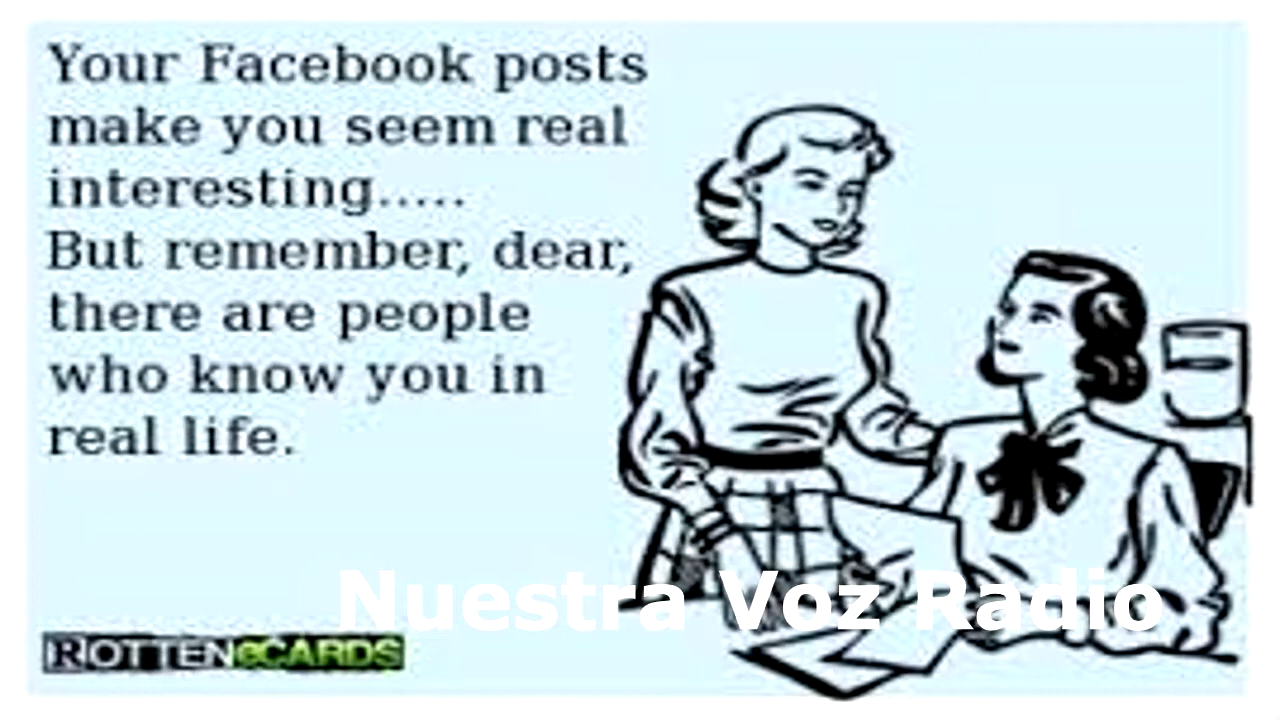 Your Facebook posts
make you seem real
interesting.....
But remember, dear,
there are people
who know you in
real life.
Nuestra Voz Radio
ROTTENeCARDS